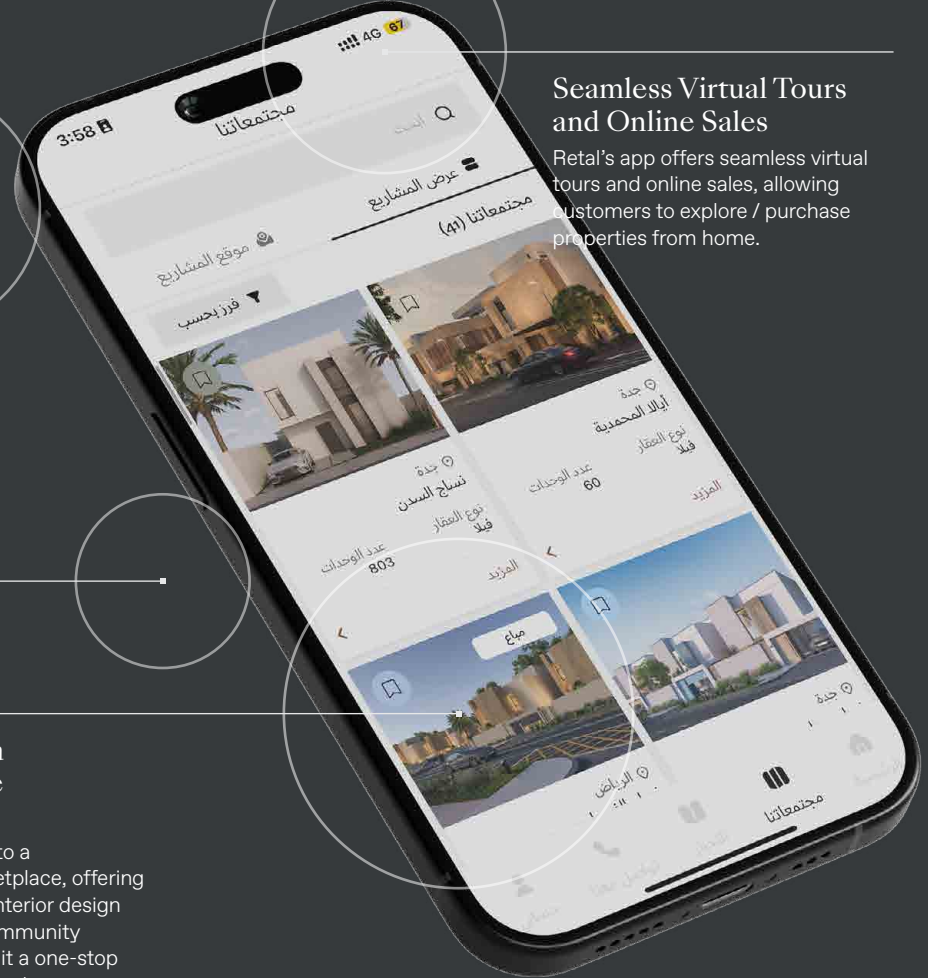 3:58
4G 67
مجتمعاتنا
ابحث
عرض المشاريع
موقع المشاريع
مجتمعاتنا (41)
فرز بحسب
جدة
أيالا المحمدية
نوع العقار
عدد الوحدات
فيلا
60
المزيد
جدة
نساج السدن
نوع العقار
عدد الوحدات
فيلا
803
المزيد
جدة
مباع
الرياض
مجتمعاتنا
Seamless Virtual Tours
and Online Sales
Retal’s app offers seamless virtual
tours and online sales, allowing
customers to explore / purchase
properties from home.
to a
offering
nterior design
it a one-stop